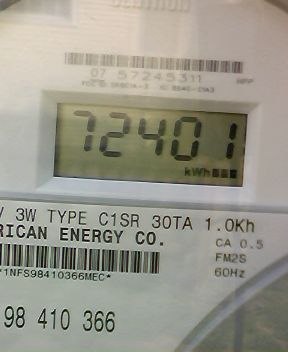 07 57245311
72401
kWh
V 3W TYPE C1SR 30TA 1.0Kh
RICAN ENERGY CO.
CA 0.5
FM2S
60Hz
*1NFS98410366MEC*
98 410 366